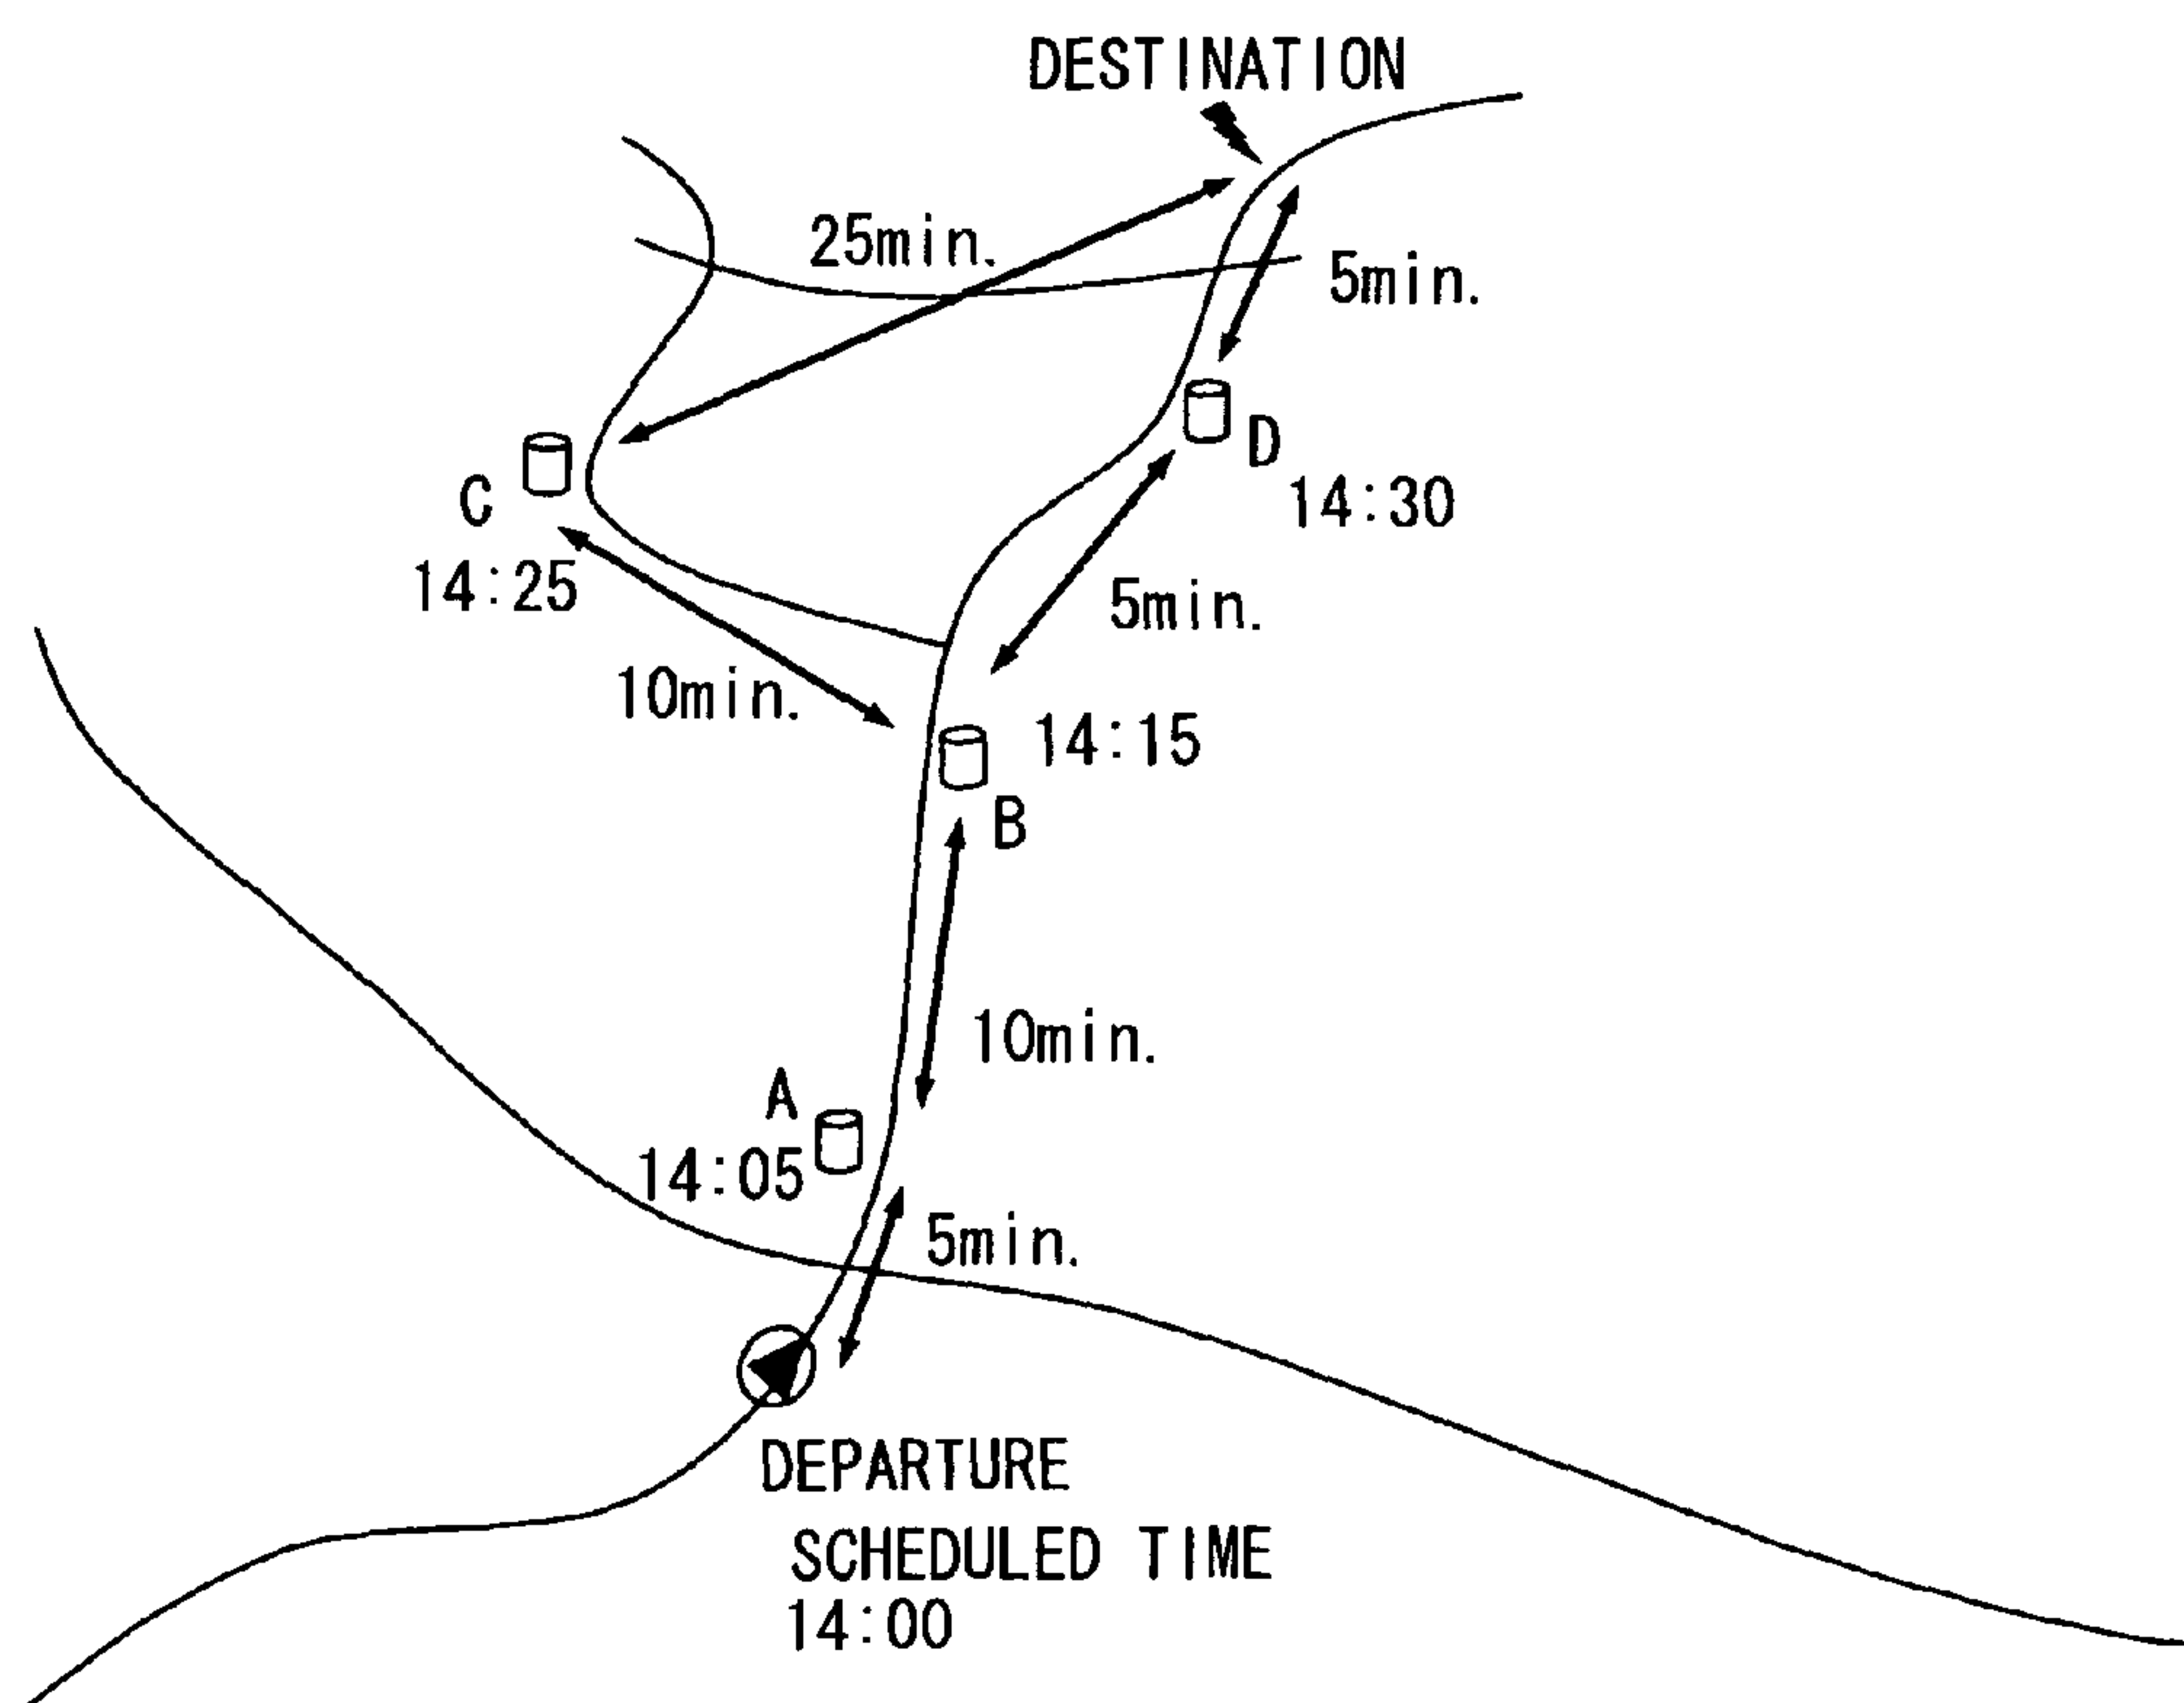 DESTINATION
25min.
5min.
D
14:30
C
14:25
5min.
10min.
14:15
B
10min.
A
14:05
5min.
DEPARTURE
SCHEDULED TIME
14:00